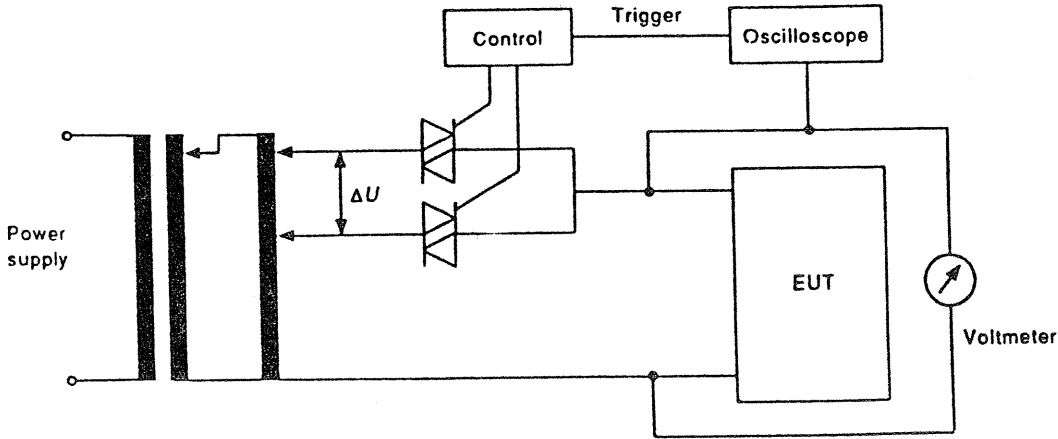 Trigger
Control
Oscilloscope
ΔU
Power
supply
EUT
Voltmeter